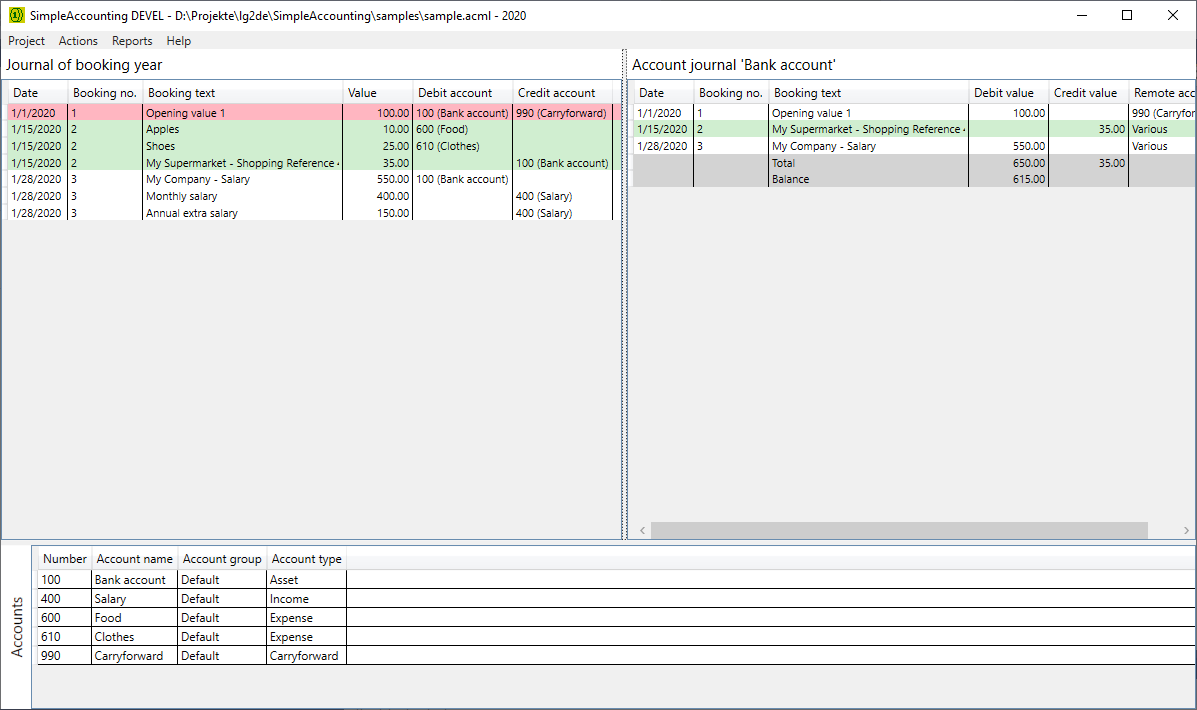 SimpleAccounting DEVEL - D:\Projekte\lg2de\SimpleAccounting\samples\sample.acml - 2020
Project Actions Reports Help
Journal of booking year
Date Booking no. Booking text Value Debit account Credit account
1/1/2020 1 Opening value 1 100.00 100 (Bank account) 990 (Carryforward)
1/15/2020 2 Apples 10.00 600 (Food)
1/15/2020 2 Shoes 25.00 610 (Clothes)
1/15/2020 2 My Supermarket - Shopping Reference 35.00 100 (Bank account)
1/28/2020 3 My Company - Salary 550.00 100 (Bank account)
1/28/2020 3 Monthly salary 400.00 400 (Salary)
1/28/2020 3 Annual extra salary 150.00 400 (Salary)
Account journal 'Bank account'
Date Booking no. Booking text Debit value Credit value Remote acc
1/1/2020 1 Opening value 1 100.00 990 (Carryfor
1/15/2020 2 My Supermarket - Shopping Reference 35.00 Various
1/28/2020 3 My Company - Salary 550.00 Various
Total 650.00 35.00
Balance 615.00
Accounts
Number Account name Account group Account type
100 Bank account Default Asset
400 Salary Default Income
600 Food Default Expense
610 Clothes Default Expense
990 Carryforward Default Carryforward